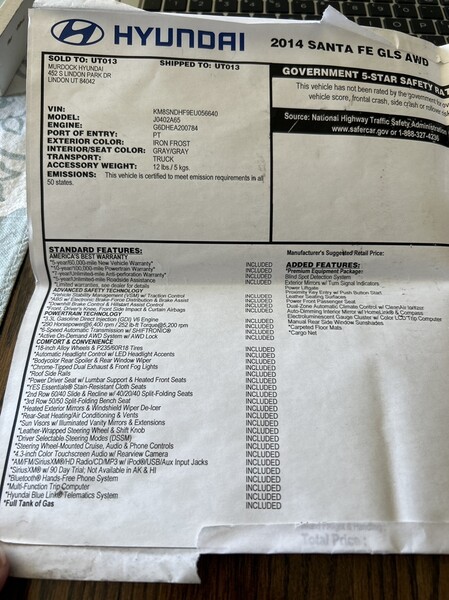 HYUNDAI
2014 SANTA FE GLS AWD
SOLD TO: UT013
SHIPPED TO: UT013
MURDOCK HYUNDAI
452 S LINDON PARK DR
LINDON UT 84042
GOVERNMENT 5-STAR SAFETY RA
This vehicle has not been rated by the government for
vehicle score, frontal crash, side crash or rollover
Source: National Highway Traffic Safety Administration
www.safercar.gov or 1-888-327-4236
VIN: KM8SNDHF9EU056640
MODEL: J0402A65
ENGINE: G6DHEA200784
PORT OF ENTRY: PT
EXTERIOR COLOR: IRON FROST
INTERIOR/SEAT COLOR: GRAY/GRAY
TRANSPORT: TRUCK
ACCESSORY WEIGHT: 12 lbs / 5 kgs.
EMISSIONS: This vehicle is certified to meet emission requirements in all
50 states.
STANDARD FEATURES:
AMERICA'S BEST WARRANTY
*5-year/60,000-mile New Vehicle Warranty* INCLUDED
*10-year/100,000-mile Powertrain Warranty* INCLUDED
*7-year/Unlimited-mile Anti-perforation Warranty* INCLUDED
*5-year/Unlimited-mile Roadside Assistance INCLUDED
*Limited warranties, see dealer for details
ADVANCED SAFETY TECHNOLOGY
*Vehicle Stability Management (VSM) w/ Traction Control INCLUDED
*ABS w/ Electronic Brake-Force Distribution & Brake Assist INCLUDED
*Downhill Brake Control & Hillstart Assist Control INCLUDED
*Front, Driver's Knee, Front Side Impact & Curtain Airbags INCLUDED
POWERTRAIN TECHNOLOGY
*3.3L Gasoline Direct Injection (GDI) V6 Engine INCLUDED
*290 Horsepower@6,400 rpm / 252 lb-ft Torque@5,200 rpm INCLUDED
*6-Speed Automatic Transmission w/ SHIFTRONIC® INCLUDED
*Active On-Demand AWD System w/ AWD Lock INCLUDED
COMFORT & CONVENIENCE
*18-inch Alloy Wheels & P235/60R18 Tires INCLUDED
*Automatic Headlight Control w/ LED Headlight Accents INCLUDED
*Bodycolor Rear Spoiler & Rear Window Wiper INCLUDED
*Chrome-Tipped Dual Exhaust & Front Fog Lights INCLUDED
*Roof Side Rails INCLUDED
*Power Driver Seat w/ Lumbar Support & Heated Front Seats INCLUDED
*YES Essentials® Stain-Resistant Cloth Seats INCLUDED
*2nd Row 60/40 Slide & Recline w/ 40/20/40 Split-Folding Seats INCLUDED
*3rd Row 50/50 Split-Folding Bench Seat INCLUDED
*Heated Exterior Mirrors & Windshield Wiper De-Icer INCLUDED
*Rear-Seat Heating/Air Conditioning & Vents INCLUDED
*Sun Visors w/ Illuminated Vanity Mirrors & Extensions INCLUDED
*Leather-Wrapped Steering Wheel & Shift Knob INCLUDED
*Driver Selectable Steering Modes (DSSM) INCLUDED
*Steering Wheel-Mounted Cruise, Audio & Phone Controls INCLUDED
*4.3-inch Color Touchscreen Audio w/ Rearview Camera INCLUDED
*AM/FM/SiriusXM®/HD Radio/CD/MP3 w/ iPod®/USB/Aux Input Jacks INCLUDED
*SiriusXM® w/ 90 Day Trial; Not Available in AK & HI INCLUDED
*Bluetooth® Hands-Free Phone System INCLUDED
*Multi-Function Trip Computer INCLUDED
*Hyundai Blue Link® Telematics System INCLUDED
*Full Tank of Gas INCLUDED
Manufacturer's Suggested Retail Price:
ADDED FEATURES:
*Premium Equipment Package:
Blind Spot Detection System
Exterior Mirrors w/ Turn Signal Indicators
Power Liftgate
Proximity Key Entry w/ Push Button Start
Leather Seating Surfaces
Power Front Passenger Seat
Dual-Zone Automatic Climate Control w/ CleanAir Ionizer
Auto-Dimming Interior Mirror w/ HomeLink® & Compass
Electroluminescent Gauge Cluster w/ Color LCD Trip Computer
Manual Rear Side Window Sunshades
*Carpeted Floor Mats
*Cargo Net
Inland Freight & Handling
Total Price: